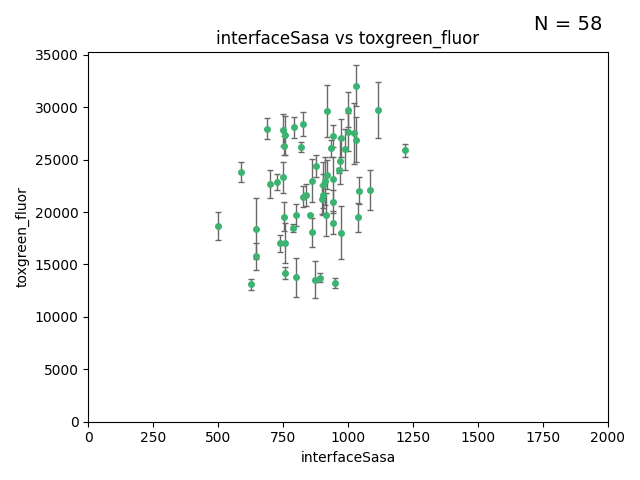 N = 58
interfaceSasa vs toxgreen_fluor
35000
30000
25000
20000
15000
10000
5000
0
toxgreen_fluor
0 250 500 750 1000 1250 1500 1750 2000
interfaceSasa